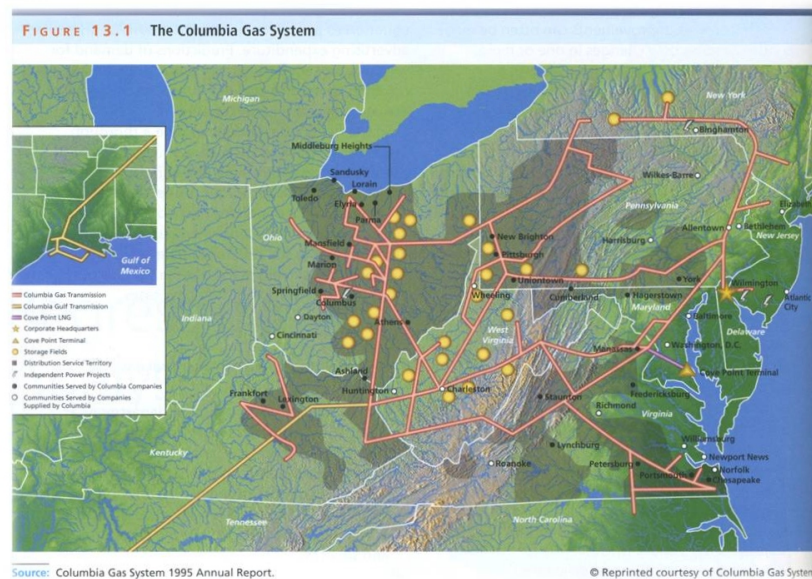 FIGURE 13.1 The Columbia Gas System
Michigan
New York
Binghamton
Middleburg Heights
Sandusky
Lorain
Toledo
Elyria
Parma
Wilkes-Barre
Pennsylvania
Elizabeth
Allentown
Bethlehem
New Jersey
Ohio
Mansfield
Marion
New Brighton
Pittsburgh
Harrisburg
Gulf of
Mexico
Springfield
Columbus
Uniontown
York
Wilmington
Wheeling
Cumberland
Hagerstown
Maryland
Atlantic
City
Indiana
Dayton
Athens
Baltimore
Delaware
Cincinnati
West
Virginia
Manassas
Washington, D.C.
Ashland
Cove Point Terminal
Frankfort
Lexington
Huntington
Charleston
Staunton
Fredericksburg
Richmond
Virginia
Kentucky
Lynchburg
Williamsburg
Roanoke
Petersburg
Newport News
Norfolk
Portsmouth
Chesapeake
Tennessee
North Carolina
Columbia Gas Transmission
Columbia Gulf Transmission
Cove Point LNG
Corporate Headquarters
Cove Point Terminal
Storage Fields
Distribution Service Territory
Independent Power Projects
Communities Served by Columbia Companies
Communities Served by Companies
Supplied by Columbia
Source: Columbia Gas System 1995 Annual Report.
© Reprinted courtesy of Columbia Gas System